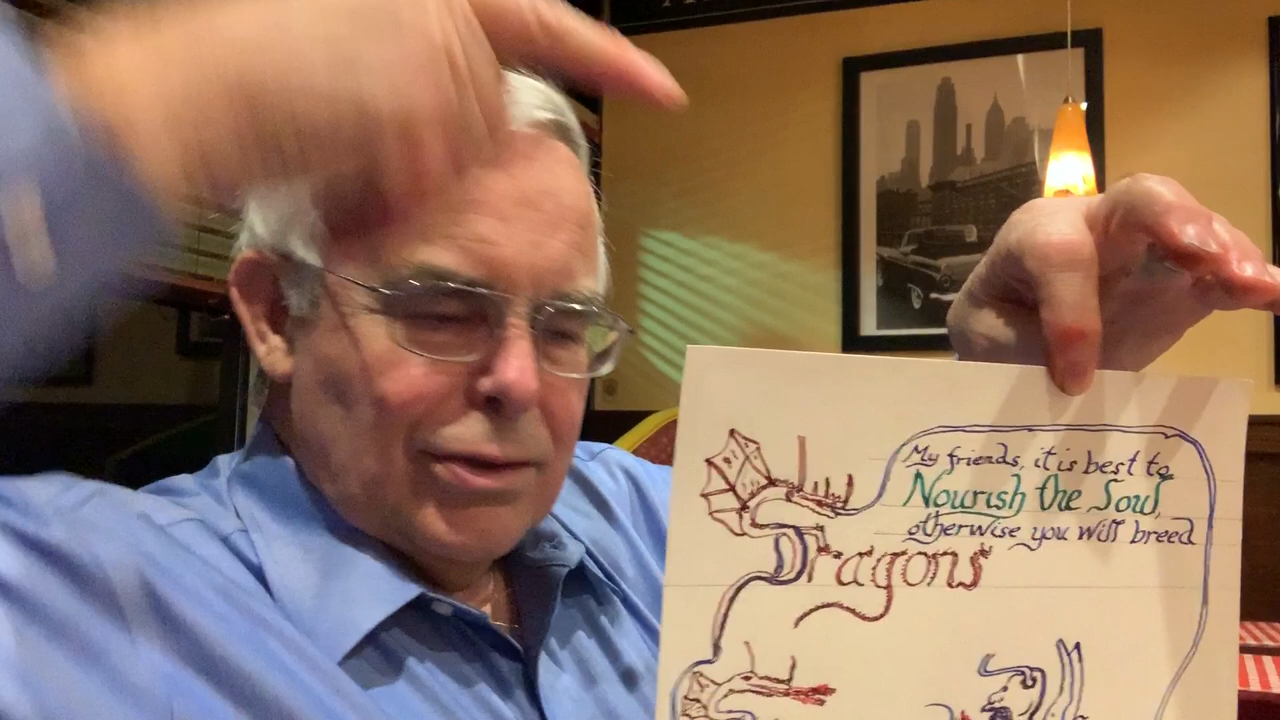 My friends, it is best to
Nourish the Soul,
otherwise you will breed
Dragons